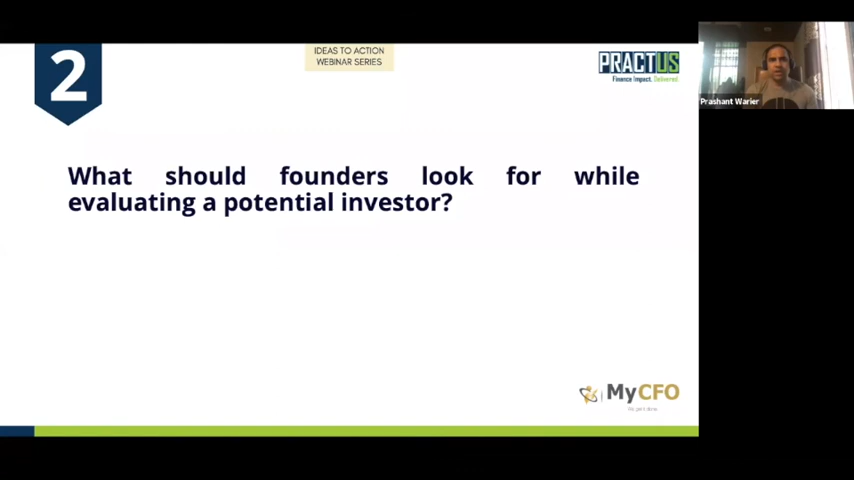 2
IDEAS TO ACTION
WEBINAR SERIES
PRACTUS
Finance Impact. Delivered.
Prashant Warier
What should founders look for while
evaluating a potential investor?
MyCFO